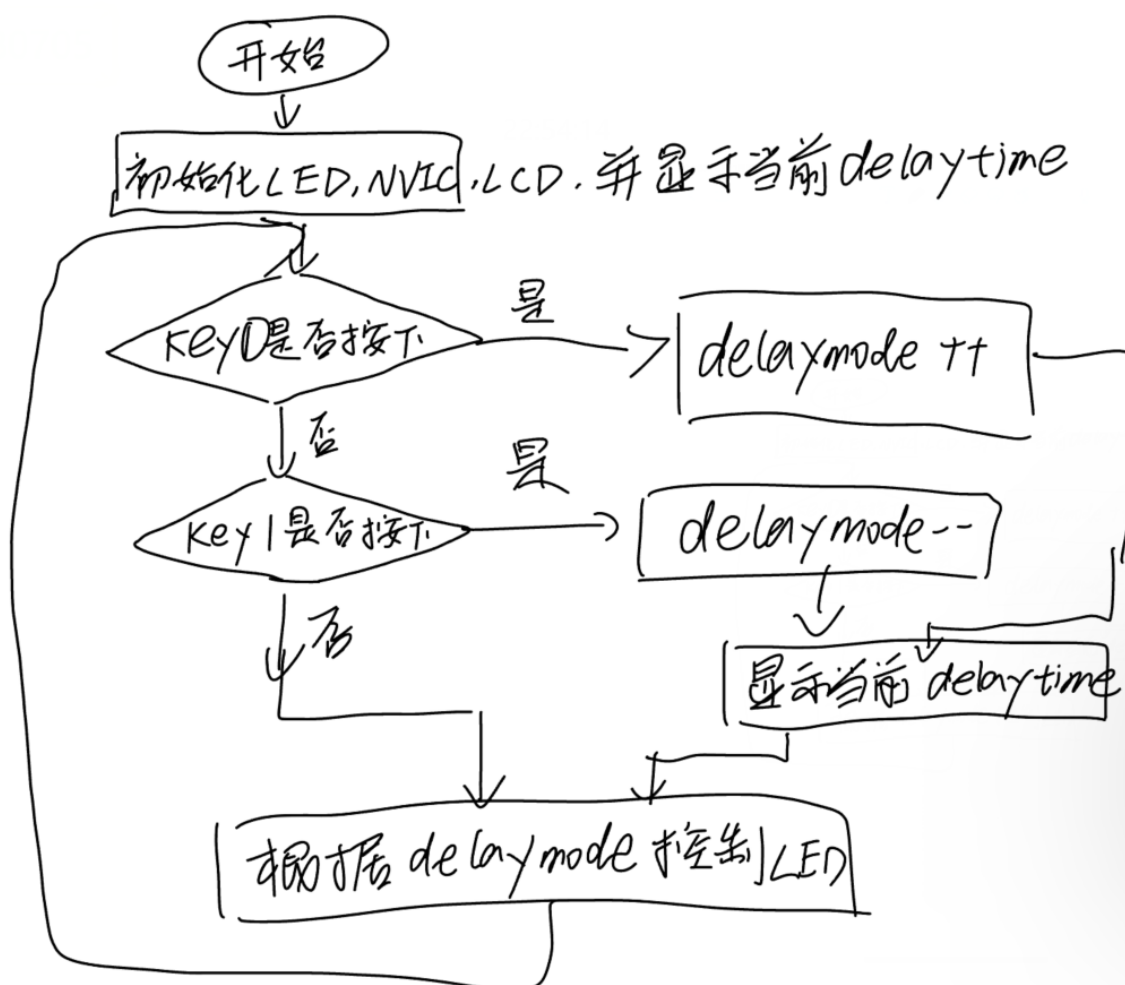 开始
初始化LED,NVIC,LCD.并显示当前delaytime
key0是否按下
是
delaymode ++
否
key1是否按下
是
delaymode--
否
显示当前delaytime
根据delaymode控制LED